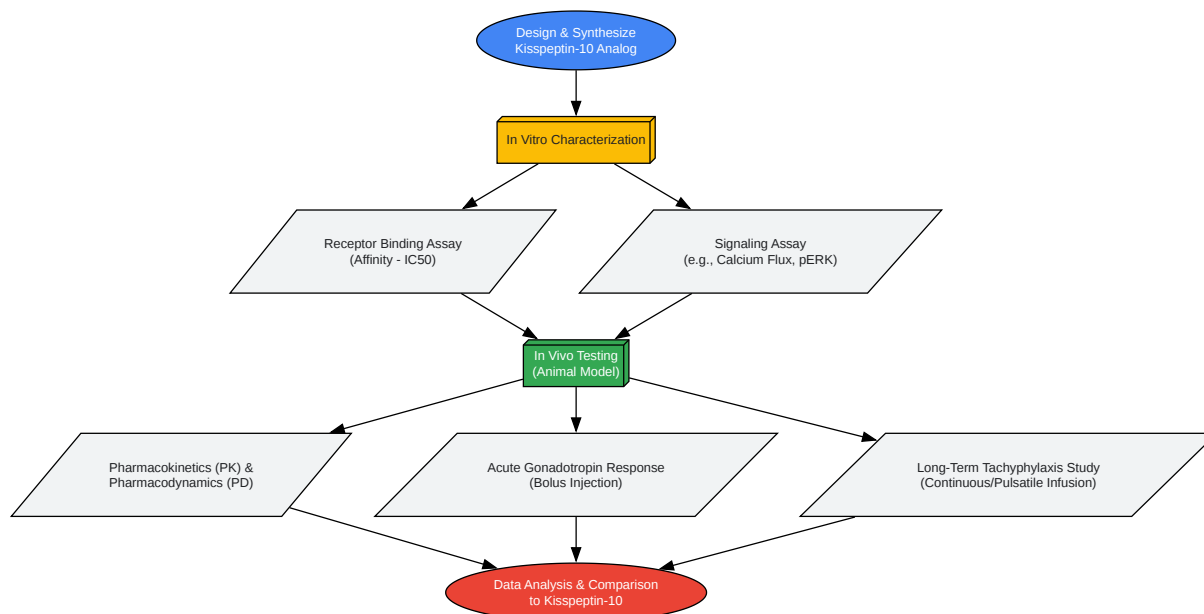 Design & Synthesize
Kisspeptin-10 Analog
In Vitro Characterization
Receptor Binding Assay
(Affinity - IC50)
Signaling Assay
(e.g., Calcium Flux, pERK)
In Vivo Testing
(Animal Model)
Pharmacokinetics (PK) &
Pharmacodynamics (PD)
Acute Gonadotropin Response
(Bolus Injection)
Long-Term Tachyphylaxis Study
(Continuous/Pulsatile Infusion)
Data Analysis & Comparison
to Kisspeptin-10